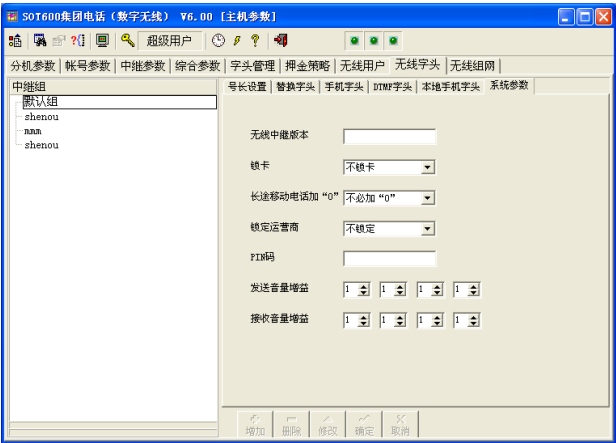 SOT600集团电话（数字无线） V6.00 [主机参数]
超级用户
分机参数 帐号参数 中继参数 综合参数 字头管理 押金策略 无线用户 无线字头 无线组网
中继组
号长设置 替换字头 手机字头 DTMF字头 本地手机字头 系统参数
默认组
shenou
mmm
shenou
无线中继版本
锁卡 不锁卡
长途移动电话加“0” 不必加“0”
锁定运营商 不锁定
PIN码
发送音量增益 1 1 1 1
接收音量增益 1 1 1 1
增加 删除 修改 确定 取消